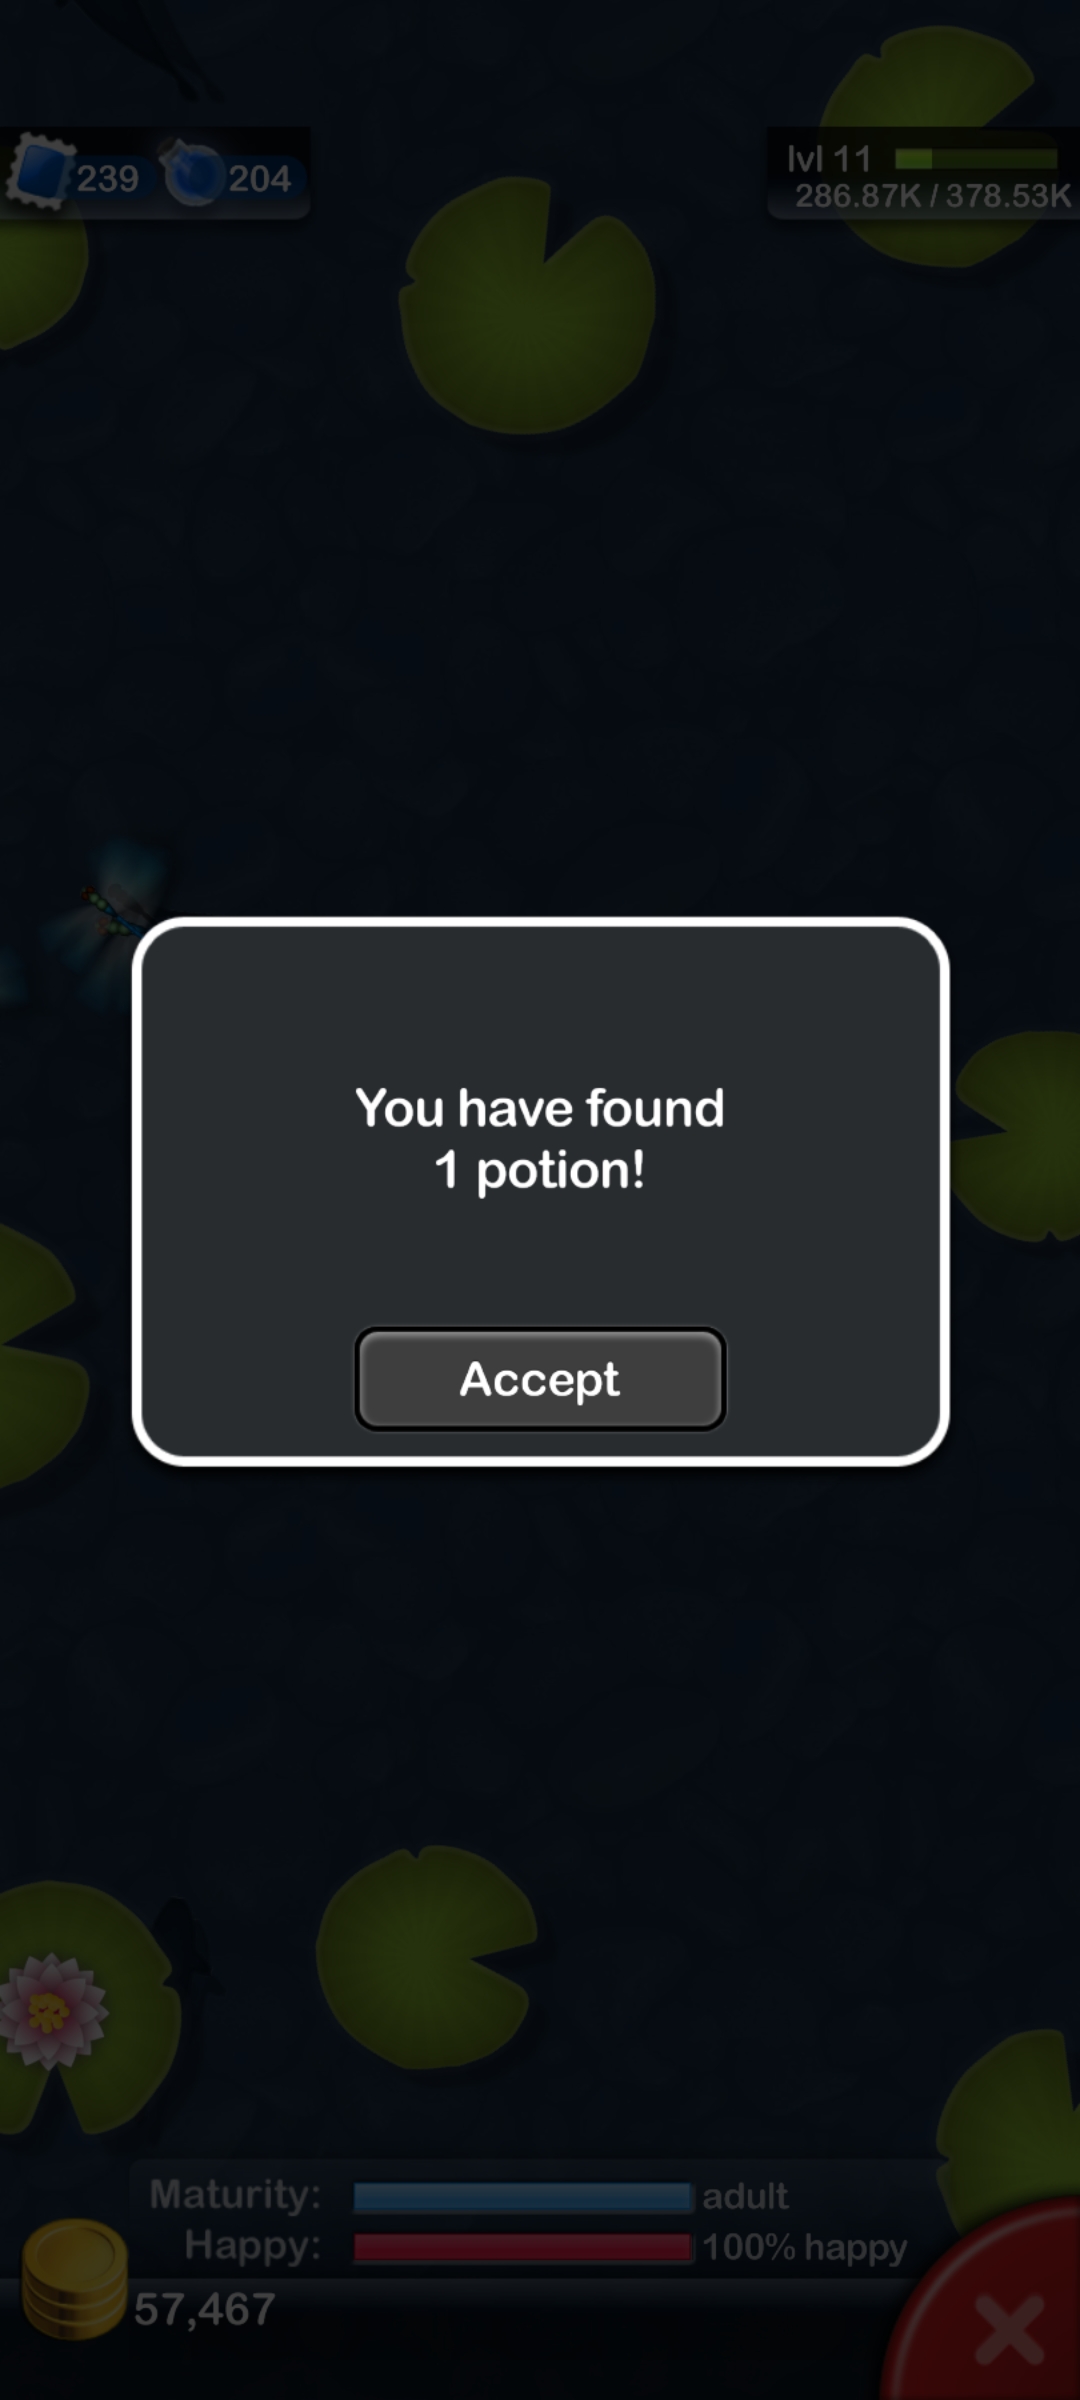 239 204
lvl 11
286.87K / 378.53K
You have found
1 potion!
Accept
Maturity: adult
Happy: 100% happy
57,467